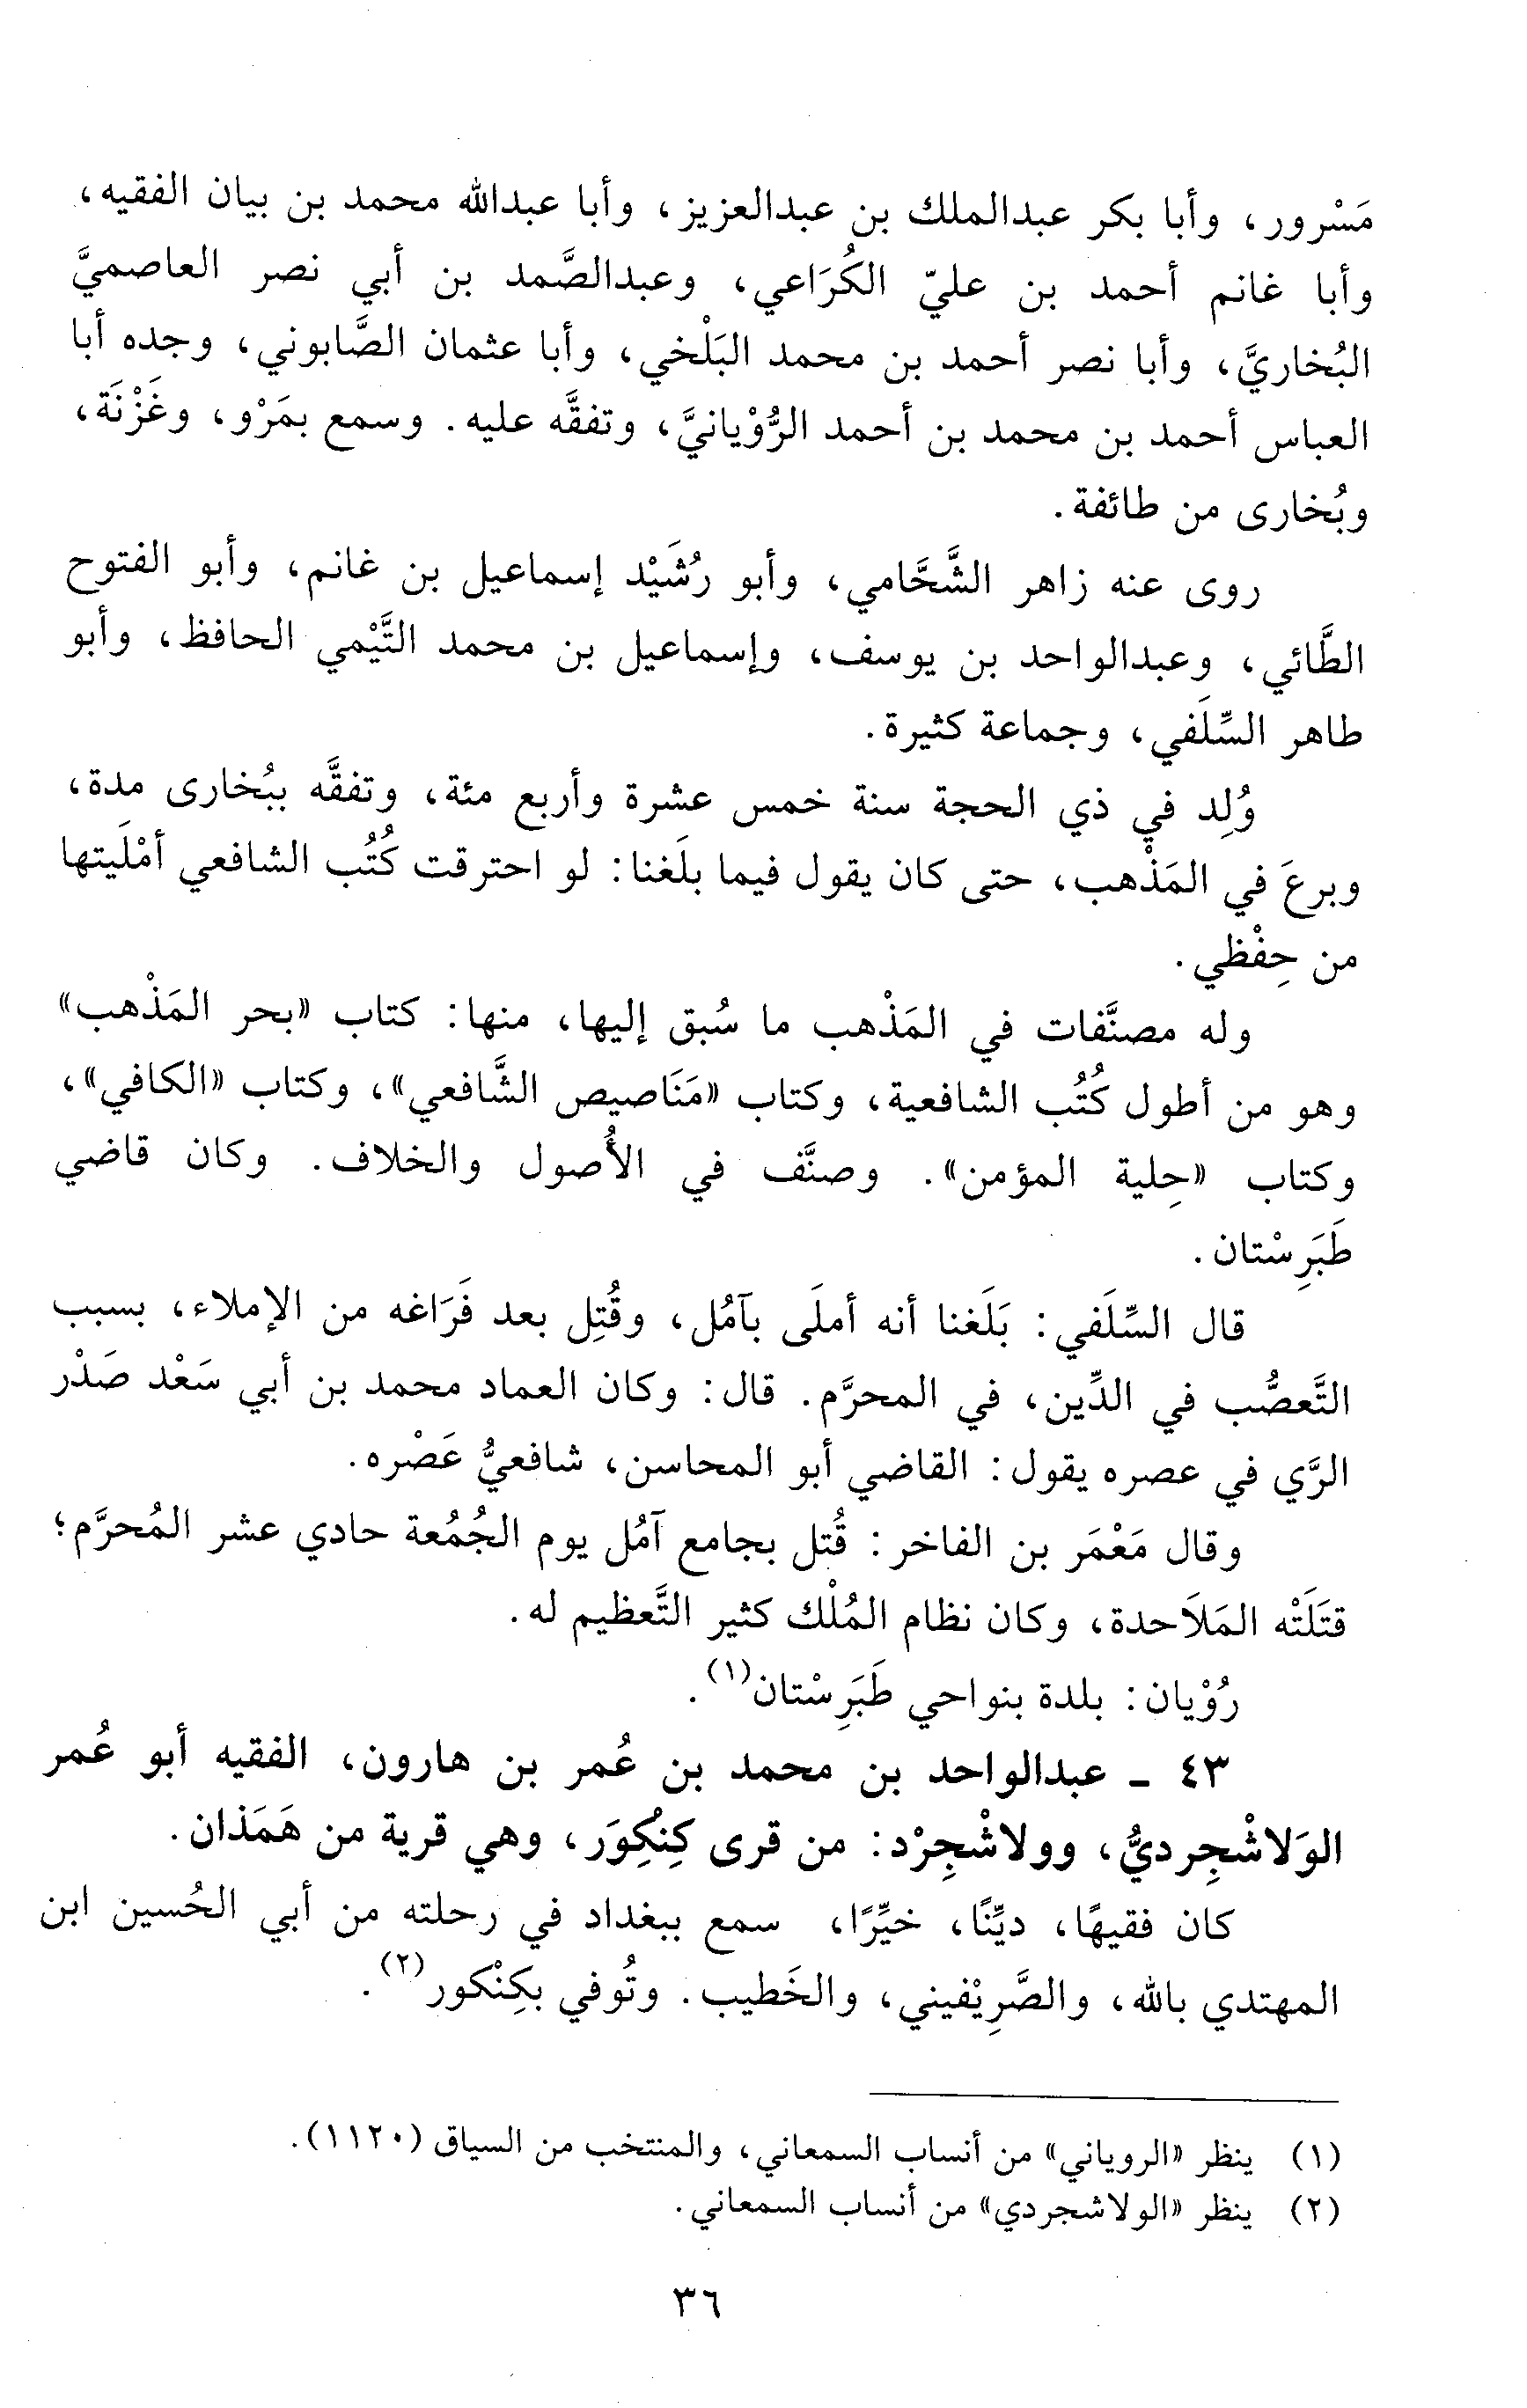 مَسْرور، وأبا بكر عبدالملك بن عبدالعزيز، وأبا عبدالله محمد بن بيان الفقيه،
وأبا غانم أحمد بن عليّ الكُرَاعي، وعبدالصَّمد بن أبي نصر العاصميَّ
البُخاريَّ، وأبا نصر أحمد بن محمد البَلْخي، وأبا عثمان الصَّابوني، وجده أبا
العباس أحمد بن محمد بن أحمد الرُّوْيانيَّ، وتفقَّه عليه. وسمع بمَرْو، وغَزْنَة،
وبُخارى من طائفة.
روى عنه زاهر الشَّحَّامي، وأبو رُشَيْد إسماعيل بن غانم، وأبو الفتوح
الطَّائي، وعبدالواحد بن يوسف، وإسماعيل بن محمد التَّيْمي الحافظ، وأبو
طاهر السِّلَفي، وجماعة كثيرة.
وُلِد في ذي الحجة سنة خمس عشرة وأربع مئة، وتفقَّه ببُخارى مدة،
وبرعَ في المَذْهب، حتى كان يقول فيما بلَغنا: لو احترقت كُتُب الشافعي أمْلَيتها
من حِفْظي.
وله مصنَّفات في المَذْهب ما سُبق إليها، منها: كتاب «بحر المَذْهب»
وهو من أطول كُتُب الشافعية، وكتاب «مَنَاصيص الشَّافعي»، وكتاب «الكافي»،
وكتاب «حِلية المؤمن». وصنَّف في الأُصول والخلاف. وكان قاضي
طَبَرِسْتان.
قال السِّلَفي: بَلَغنا أنه أملَى بآمُل، وقُتِل بعد فَرَاغه من الإملاء، بسبب
التَّعصُّب في الدِّين، في المحرَّم. قال: وكان العماد محمد بن أبي سَعْد صَدْر
الرَّي في عصره يقول: القاضي أبو المحاسن، شافعيُّ عَصْره.
وقال مَعْمَر بن الفاخر: قُتل بجامع آمُل يوم الجُمُعة حادي عشر المُحرَّم؛
قتَلَتْه المَلاَحدة، وكان نظام المُلْك كثير التَّعظيم له.
رُوْيان: بلدة بنواحي طَبَرِسْتان(١).
٤٣ - عبدالواحد بن محمد بن عُمر بن هارون، الفقيه أبو عُمر
الوَلاشْجِرديُّ، وولاشْجِرْد: من قرى كِنْكِوَر، وهي قرية من هَمَذان.
كان فقيهًا، ديِّنًا، خيِّرًا، سمع ببغداد في رحلته من أبي الحُسين ابن
المهتدي بالله، والصَّرِيْفيني، والخَطيب. وتُوفي بكِنْكور(٢).
(١) ينظر «الروياني» من أنساب السمعاني، والمنتخب من السياق (١١٢٠).
(٢) ينظر «الولاشجردي» من أنساب السمعاني.
٣٦